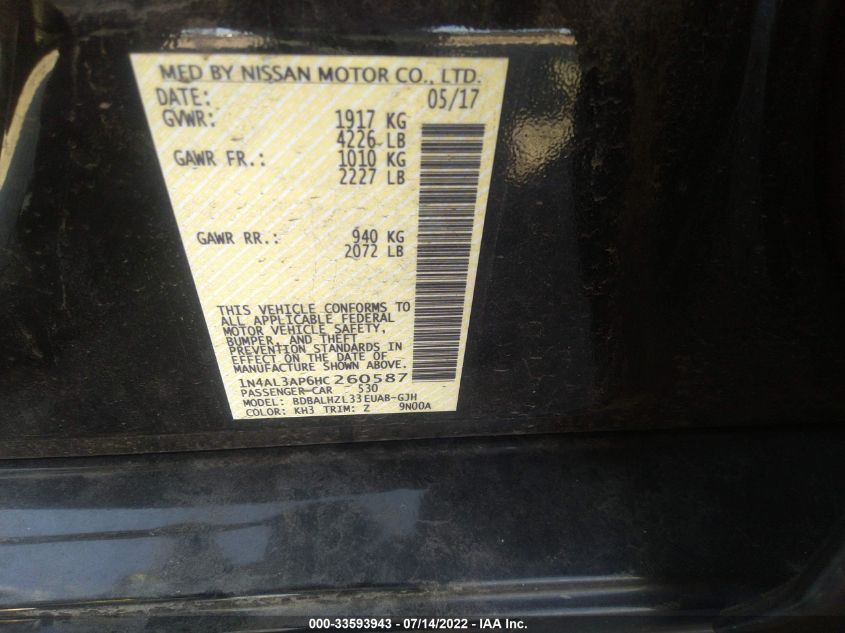 MFD BY NISSAN MOTOR CO., LTD.
DATE: 05/17
GVWR: 1917 KG
4226 LB
GAWR FR.: 1010 KG
2227 LB
GAWR RR.: 940 KG
2072 LB
THIS VEHICLE CONFORMS TO
ALL APPLICABLE FEDERAL
MOTOR VEHICLE SAFETY,
BUMPER, AND THEFT
PREVENTION STANDARDS IN
EFFECT ON THE DATE OF
MANUFACTURE SHOWN ABOVE.
1N4AL3AP6HC260587
PASSENGER-CAR 530
MODEL: BDBALHZL33EUAB-GJH
COLOR: KH3 TRIM: Z 9N00A
000-33593943 - 07/14/2022 - © IAA Inc.